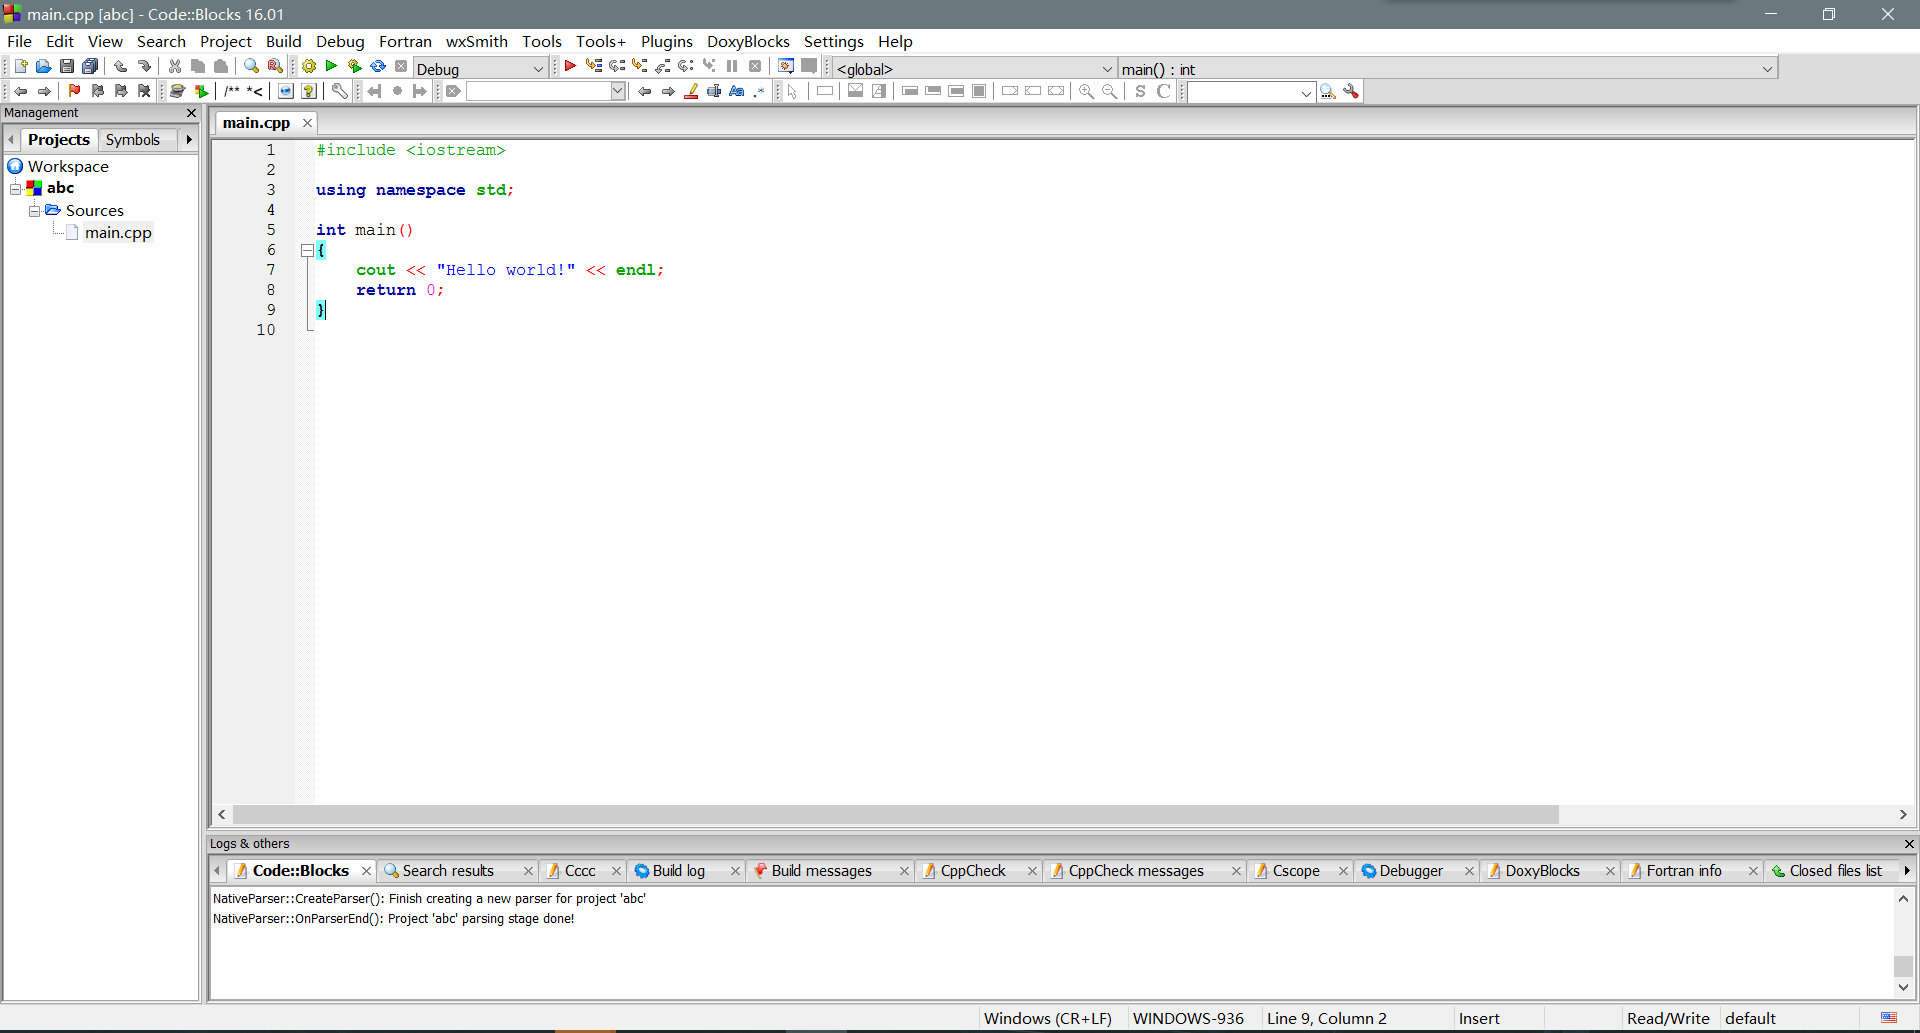 main.cpp [abc] - Code::Blocks 16.01
File Edit View Search Project Build Debug Fortran wxSmith Tools Tools+ Plugins DoxyBlocks Settings Help
Debug <global> main() : int
/** *< Aa .* S C
Management
main.cpp
Projects Symbols
Workspace
abc
Sources
main.cpp
1 #include <iostream>
2
3 using namespace std;
4
5 int main()
6 {
7 cout << "Hello world!" << endl;
8 return 0;
9 }
10
Logs & others
Code::Blocks Search results Cccc Build log Build messages CppCheck CppCheck messages Cscope Debugger DoxyBlocks Fortran info Closed files list
NativeParser::CreateParser(): Finish creating a new parser for project 'abc'
NativeParser::OnParserEnd(): Project 'abc' parsing stage done!
Windows (CR+LF) WINDOWS-936 Line 9, Column 2 Insert Read/Write default